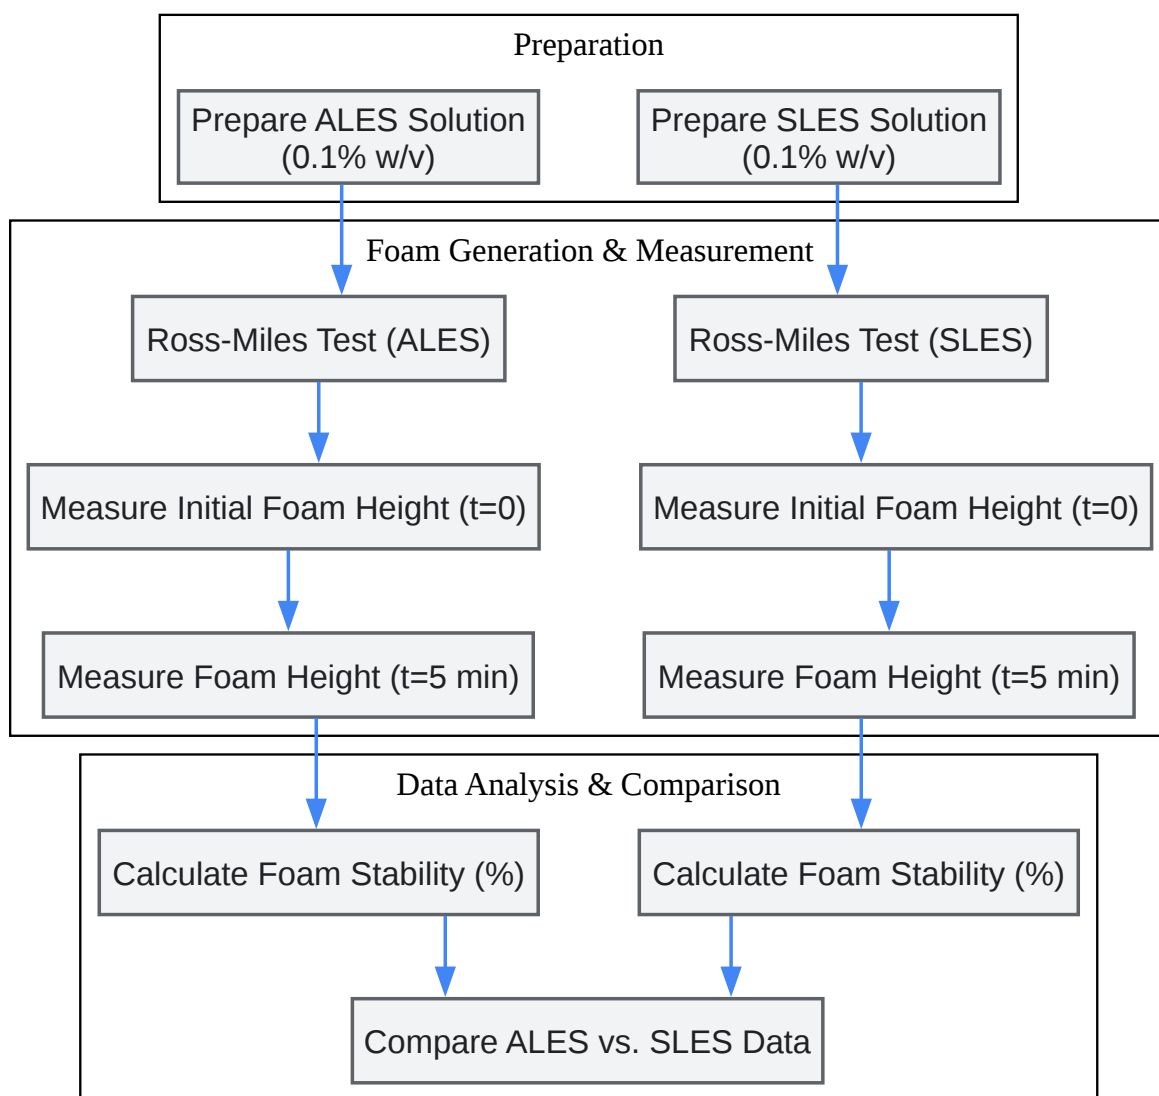 Preparation
Prepare ALES Solution
(0.1% w/v)
Prepare SLES Solution
(0.1% w/v)
Foam Generation & Measurement
Ross-Miles Test (ALES)
Ross-Miles Test (SLES)
Measure Initial Foam Height (t=0)
Measure Initial Foam Height (t=0)
Measure Foam Height (t=5 min)
Measure Foam Height (t=5 min)
Data Analysis & Comparison
Calculate Foam Stability (%)
Calculate Foam Stability (%)
Compare ALES vs. SLES Data